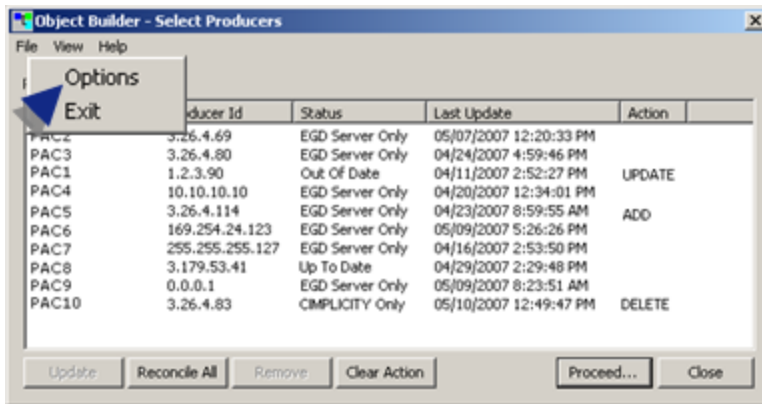 Object Builder - Select Producers
File View Help
Options
Exit
ducer Id Status Last Update Action
PAC2 3.26.4.69 EGD Server Only 05/07/2007 12:20:33 PM
PAC3 3.26.4.80 EGD Server Only 04/24/2007 4:59:46 PM
PAC1 1.2.3.90 Out Of Date 04/11/2007 2:52:27 PM UPDATE
PAC4 10.10.10.10 EGD Server Only 04/20/2007 12:34:01 PM
PAC5 3.26.4.114 EGD Server Only 04/23/2007 8:59:55 AM ADD
PAC6 169.254.24.123 EGD Server Only 05/09/2007 5:26:26 PM
PAC7 255.255.255.127 EGD Server Only 04/16/2007 2:53:50 PM
PAC8 3.179.53.41 Up To Date 04/29/2007 2:29:48 PM
PAC9 0.0.0.1 EGD Server Only 05/09/2007 8:23:51 AM
PAC10 3.26.4.83 CIMPLICITY Only 05/10/2007 12:49:47 PM DELETE
Update Reconcile All Remove Clear Action Proceed... Close